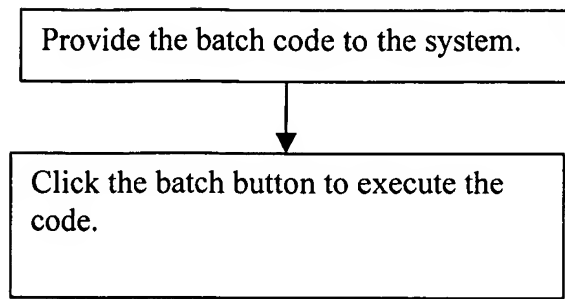 Provide the batch code to the system.
Click the batch button to execute the
code.